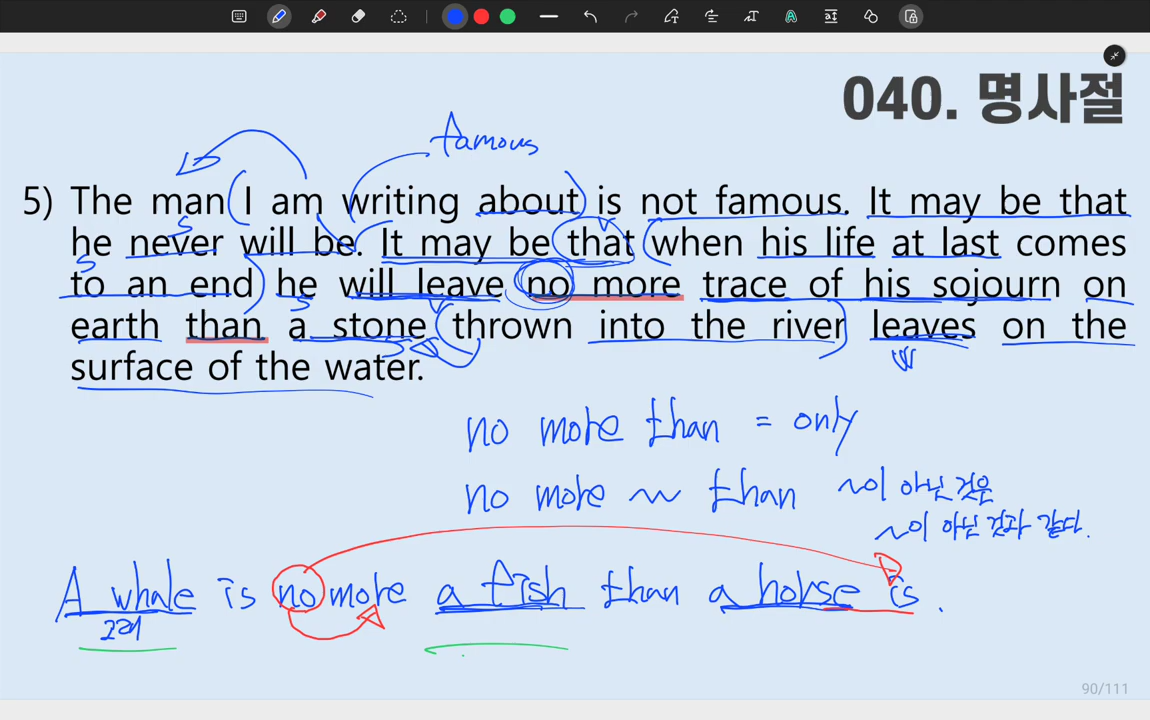 040. 명사절
famous
5) The man I am writing about is not famous. It may be that
he never will be. It may be that when his life at last comes
to an end he will leave no more trace of his sojourn on
earth than a stone thrown into the river leaves on the
surface of the water.
no more than = only
no more ~ than ~이 아닌 것은
~이 아닌 것과 같다.
A whale is no more a fish than a horse is.
고래
90/111